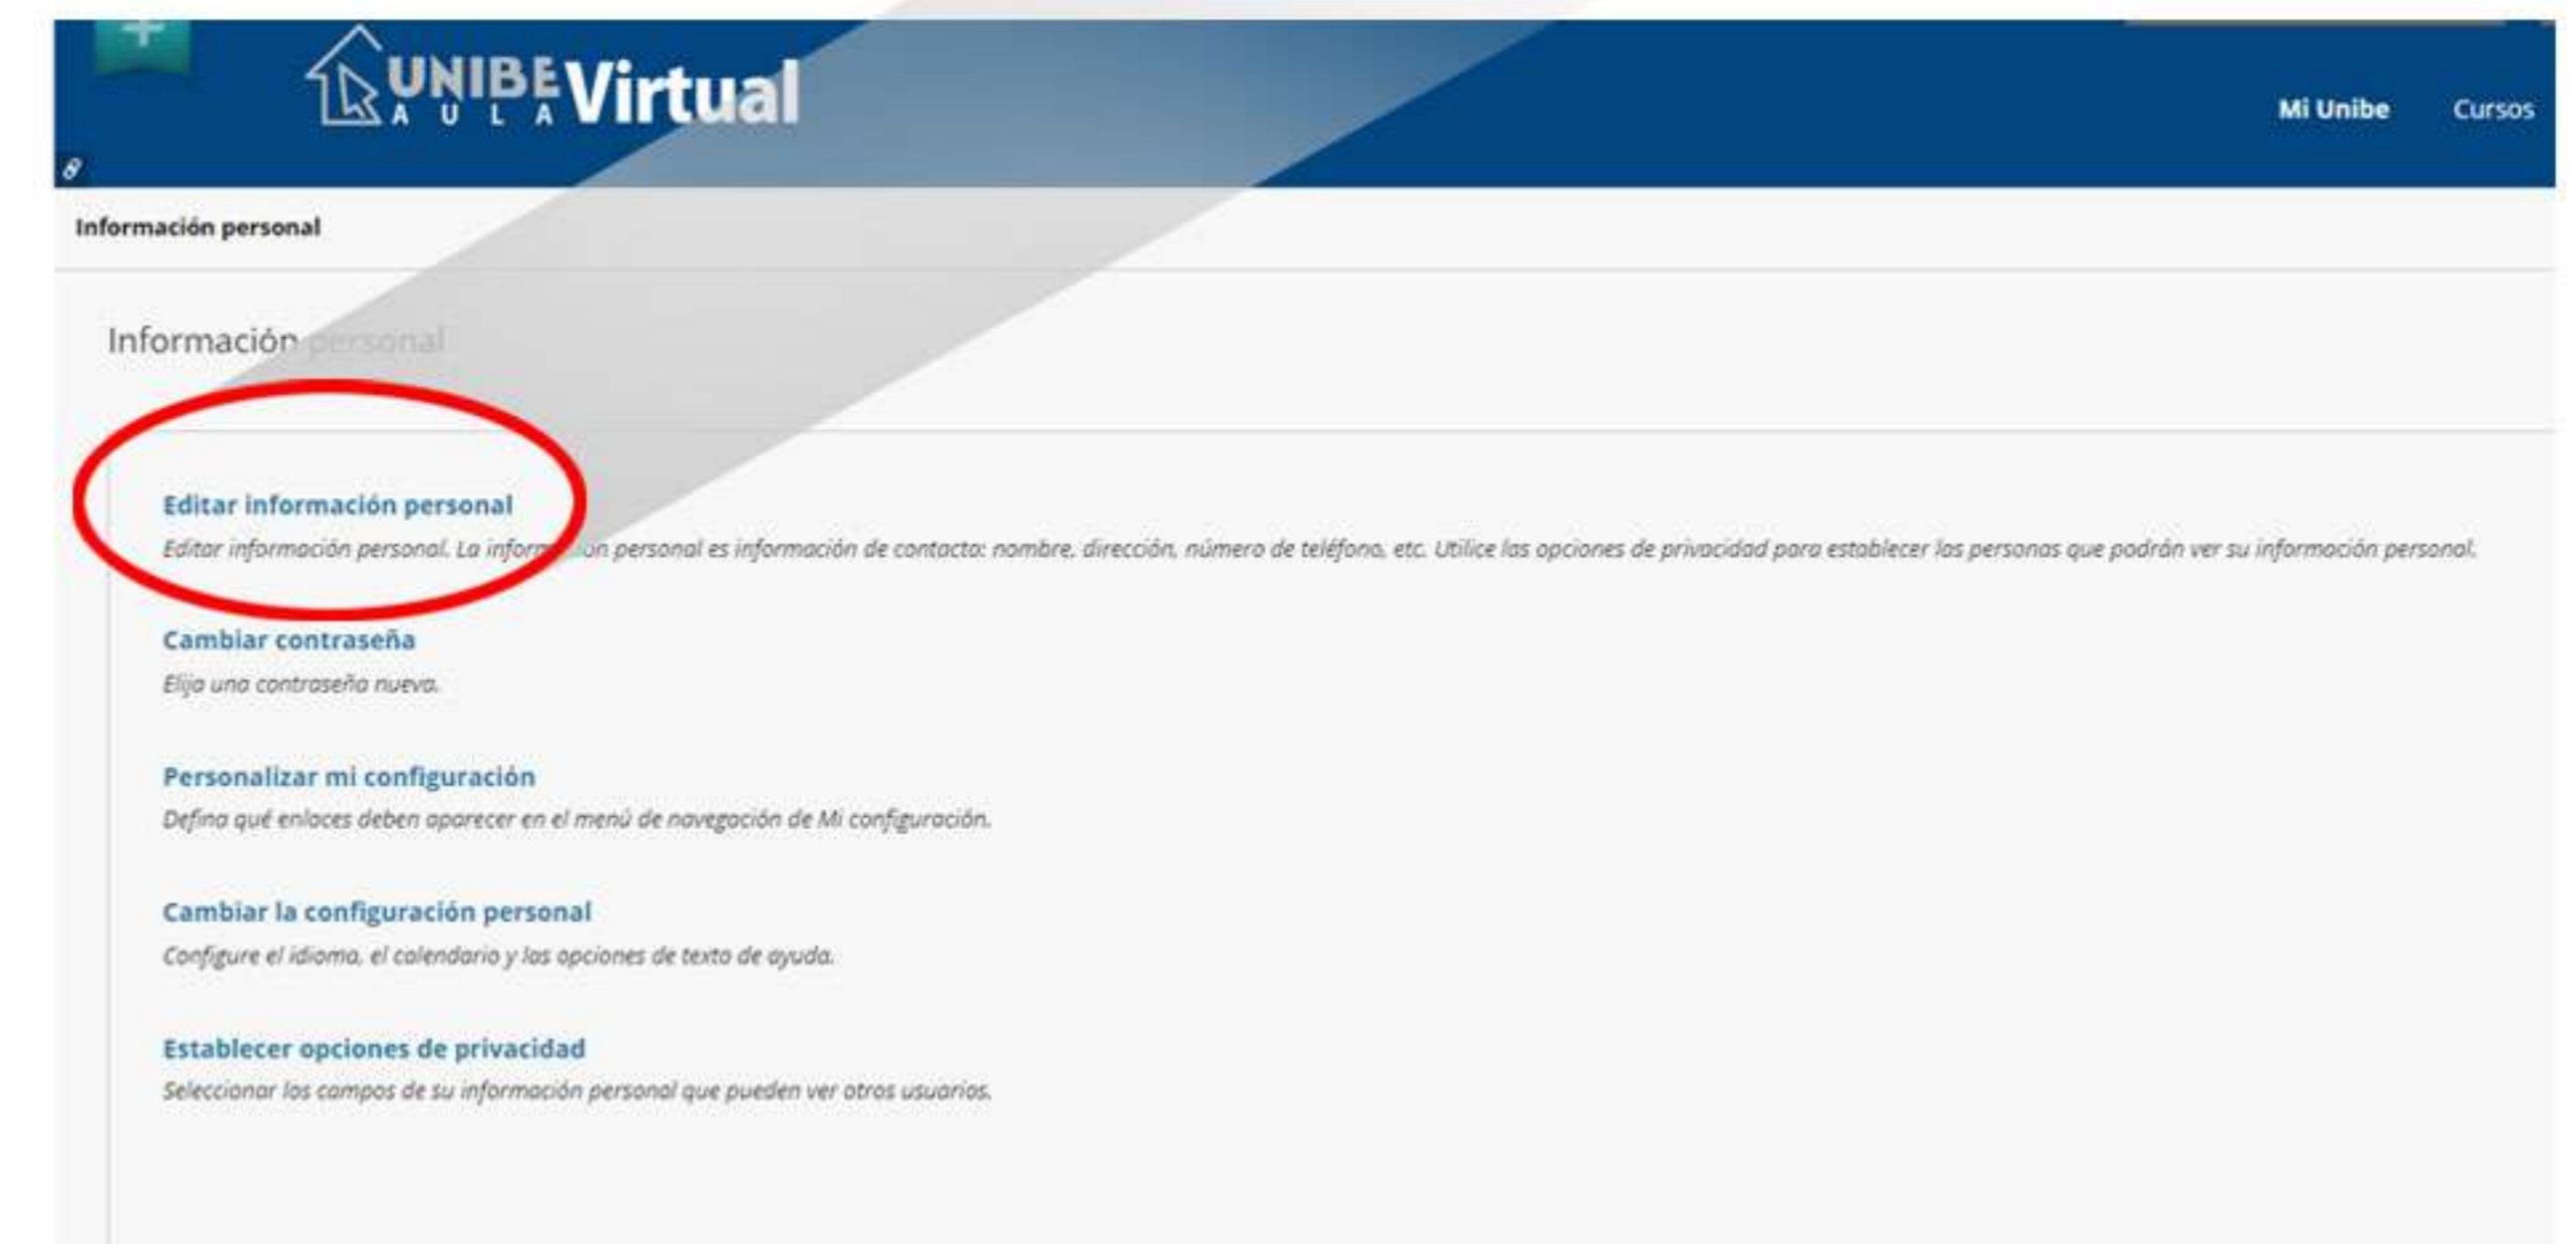 UNIBE Virtual
AULA
Mi Unibe Cursos
Información personal
Información personal
Editar información personal
Editar información personal. La información personal es información de contacto: nombre, dirección, número de teléfono, etc. Utilice las opciones de privacidad para establecer las personas que podrán ver su información personal.
Cambiar contraseña
Elija una contraseña nueva.
Personalizar mi configuración
Defina qué enlaces deben aparecer en el menú de navegación de Mi configuración.
Cambiar la configuración personal
Configure el idioma, el calendario y las opciones de texto de ayuda.
Establecer opciones de privacidad
Seleccionar los campos de su información personal que pueden ver otros usuarios.